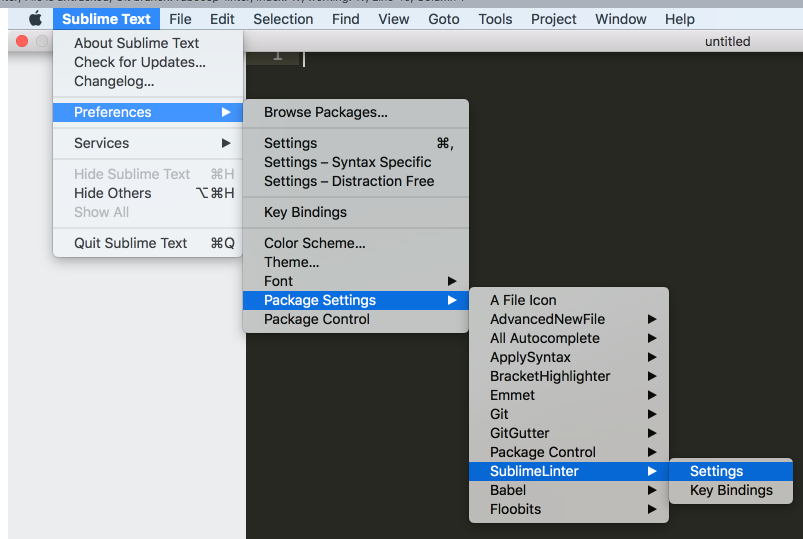 Sublime Text File Edit Selection Find View Goto Tools Project Window Help
untitled
1
About Sublime Text
Check for Updates...
Changelog...
Preferences ▶
Services ▶
Hide Sublime Text ⌘H
Hide Others ⌥⌘H
Show All
Quit Sublime Text ⌘Q
Browse Packages...
Settings ⌘,
Settings – Syntax Specific
Settings – Distraction Free
Key Bindings
Color Scheme...
Theme...
Font ▶
Package Settings ▶
Package Control
A File Icon
AdvancedNewFile ▶
All Autocomplete ▶
ApplySyntax ▶
BracketHighlighter ▶
Emmet ▶
Git ▶
GitGutter ▶
Package Control ▶
SublimeLinter ▶
Babel ▶
Floobits ▶
Settings
Key Bindings